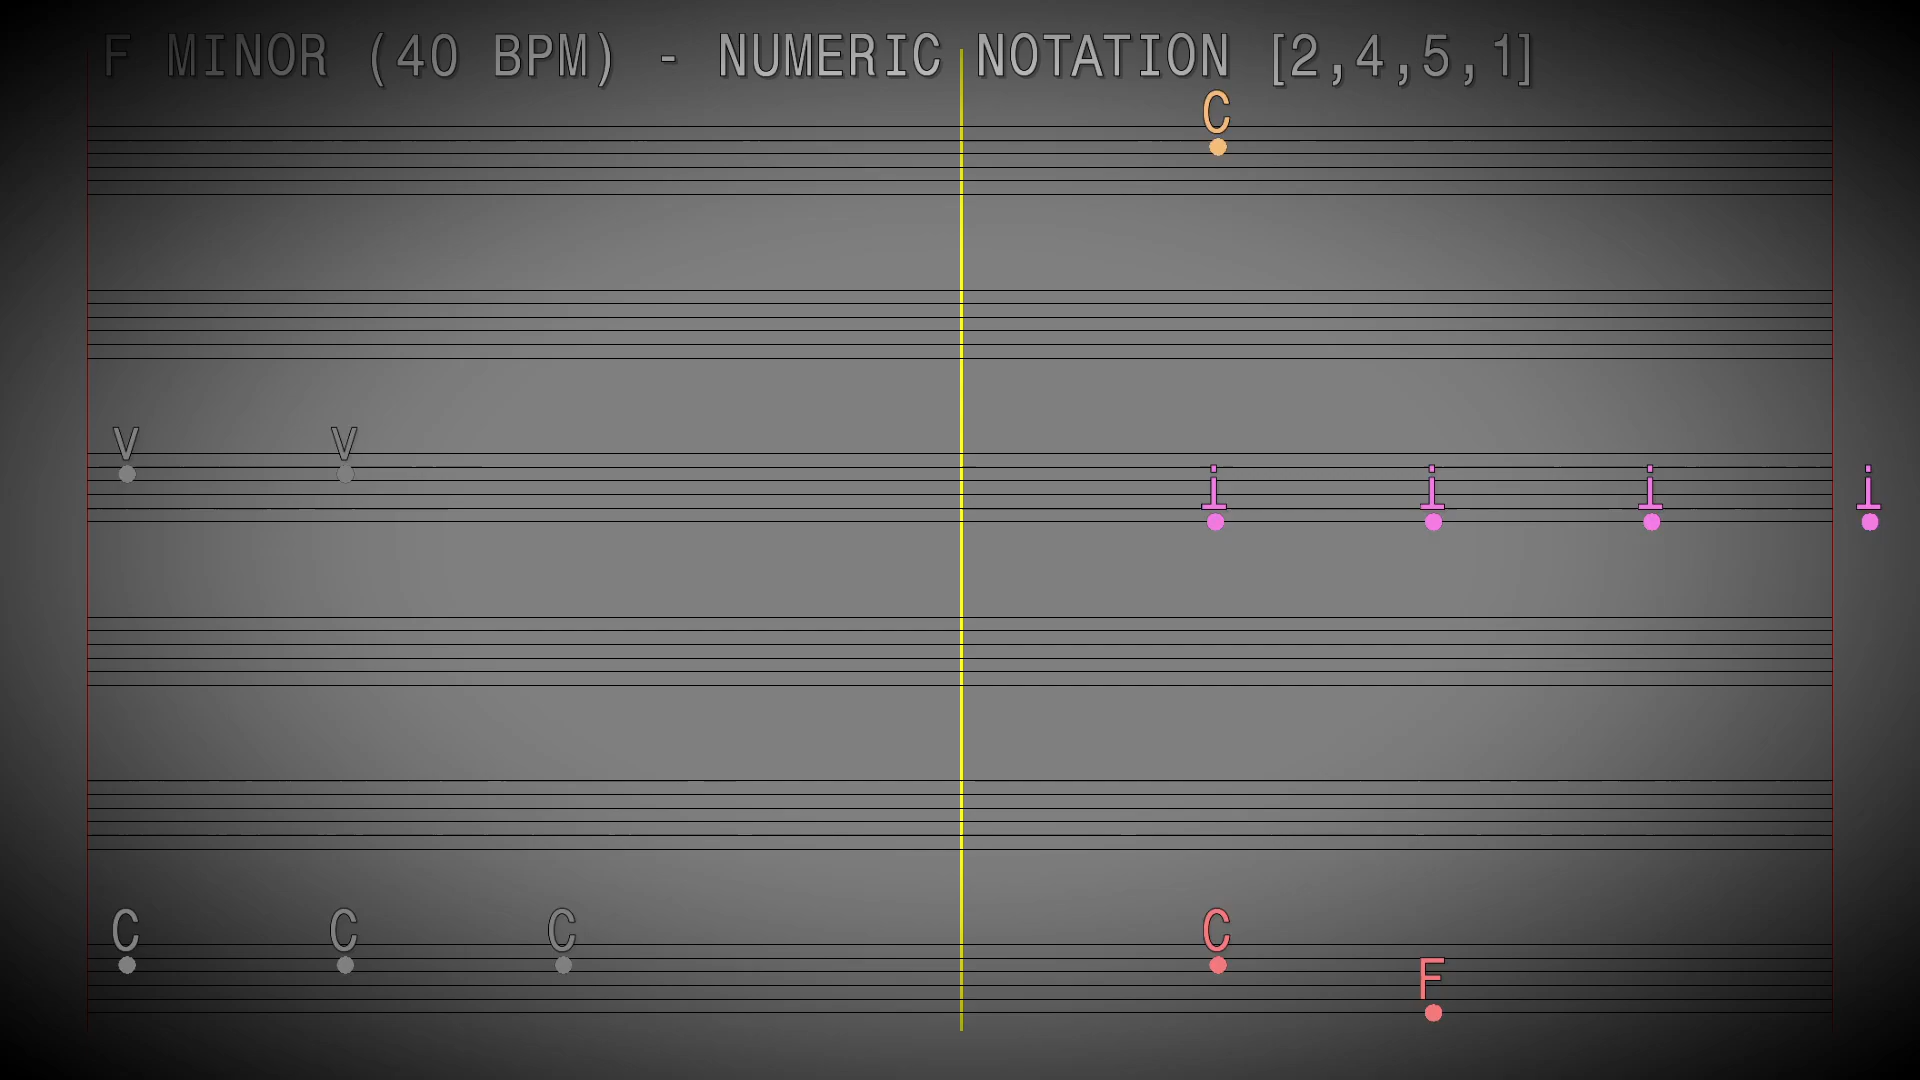 F MINOR (40 BPM) - NUMERIC NOTATION [2,4,5,1]
C
v v
i i i i
C C C C
F